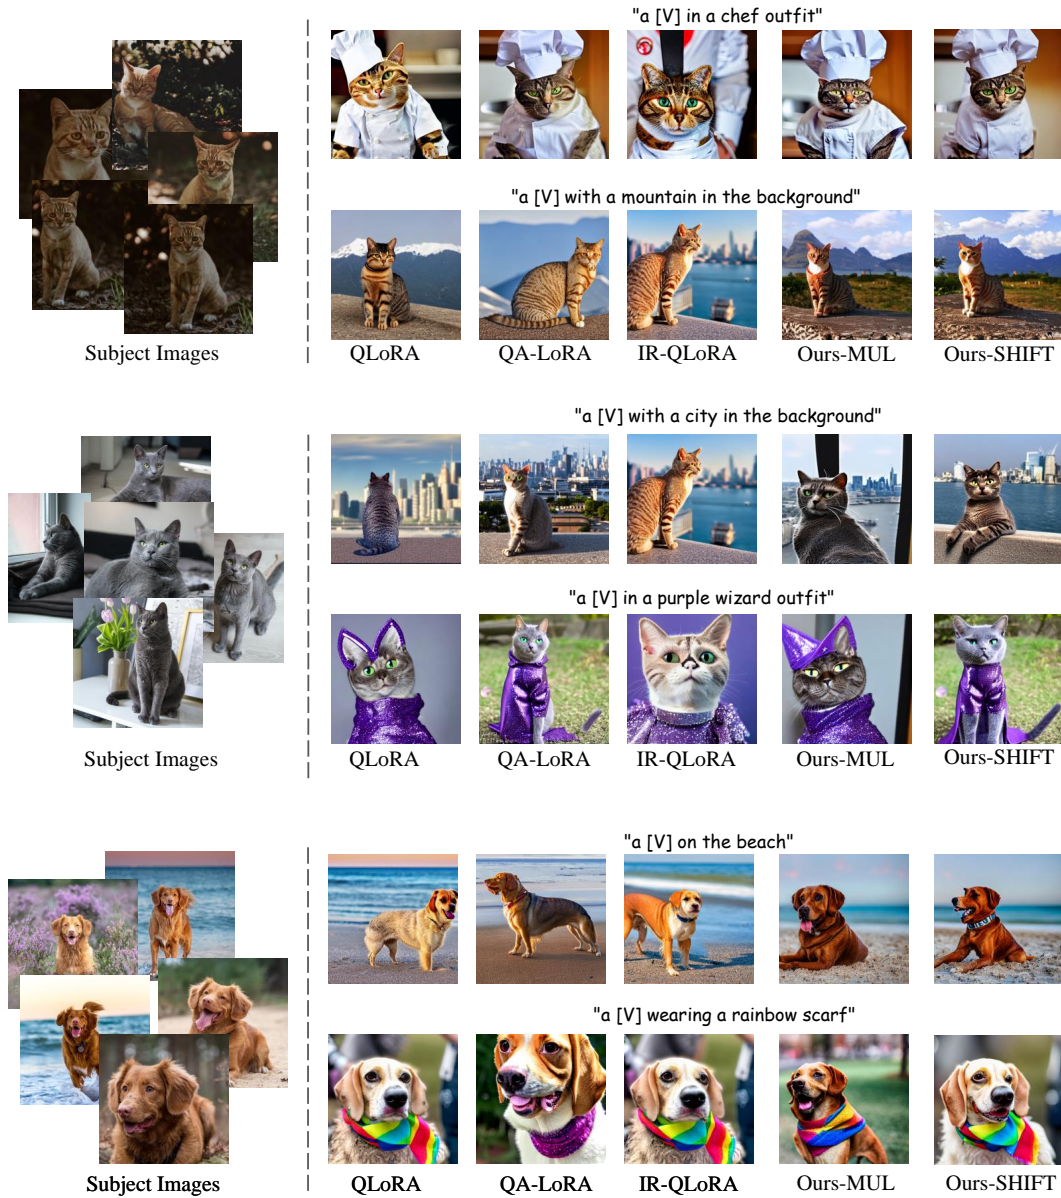 "a [V] in a chef outfit"
"a [V] with a mountain in the background"
Subject Images
QLoRA
QA-LoRA
IR-QLoRA
Ours-MUL
Ours-SHIFT
"a [V] with a city in the background"
"a [V] in a purple wizard outfit"
Subject Images
QLoRA
QA-LoRA
IR-QLoRA
Ours-MUL
Ours-SHIFT
"a [V] on the beach"
"a [V] wearing a rainbow scarf"
Subject Images
QLoRA
QA-LoRA
IR-QLoRA
Ours-MUL
Ours-SHIFT